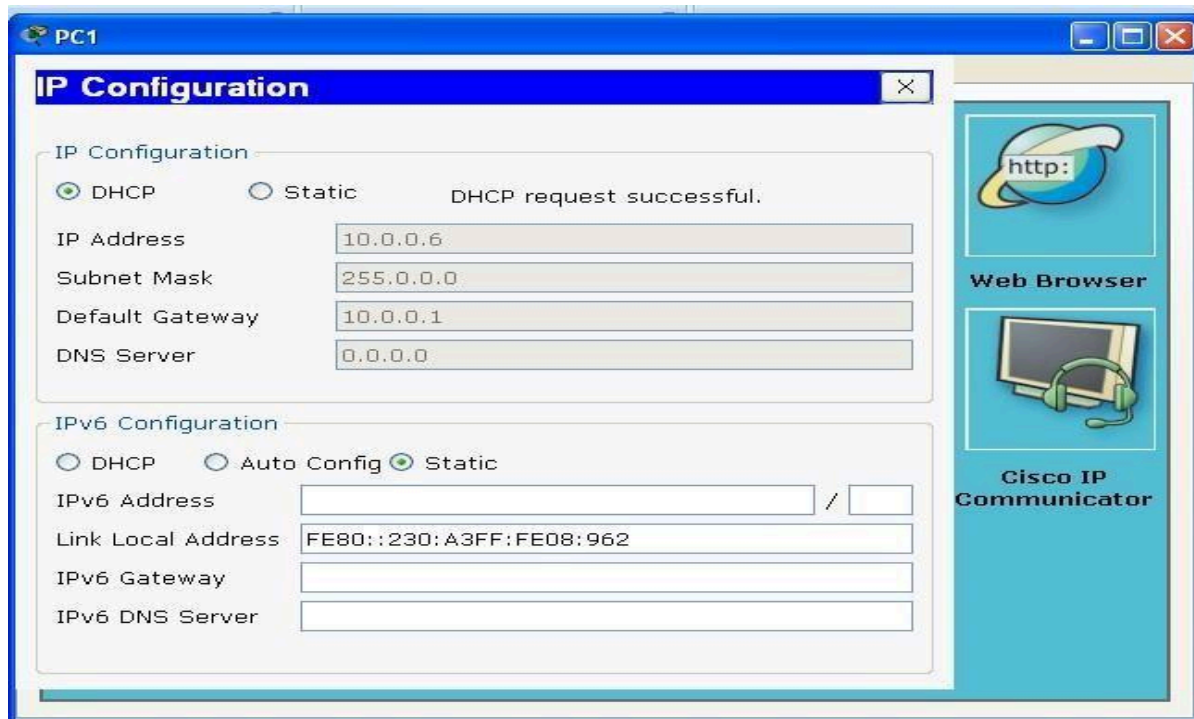 PC1
IP Configuration
X
IP Configuration
DHCP Static DHCP request successful.
IP Address 10.0.0.6
Subnet Mask 255.0.0.0
Default Gateway 10.0.0.1
DNS Server 0.0.0.0
IPv6 Configuration
DHCP Auto Config Static
IPv6 Address /
Link Local Address FE80::230:A3FF:FE08:962
IPv6 Gateway
IPv6 DNS Server
http:
Web Browser
Cisco IP
Communicator